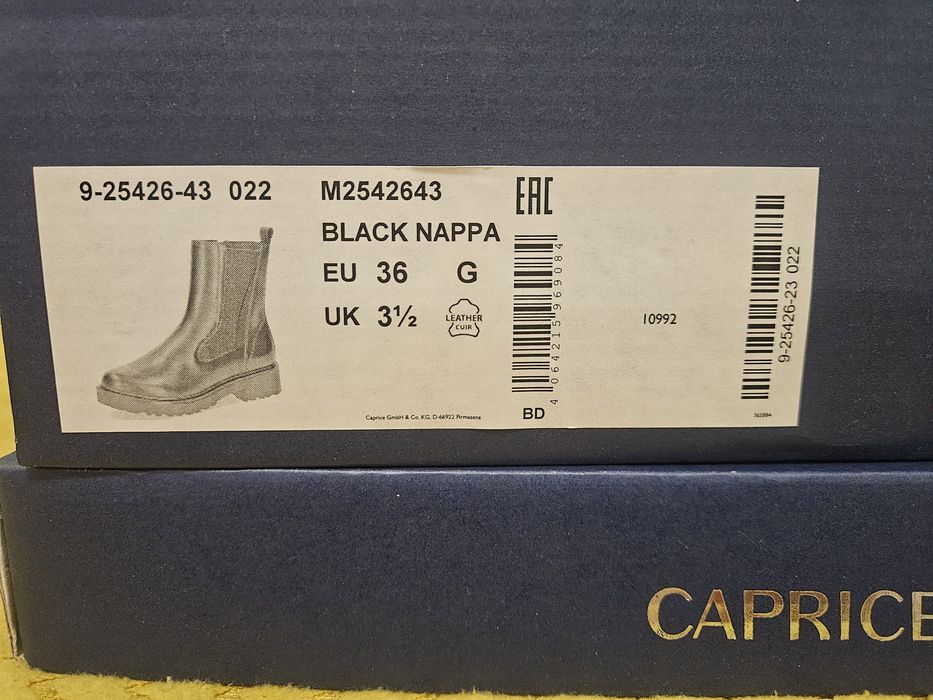 9-25426-43 022
M2542643
EAC
BLACK NAPPA
EU 36 G
UK 3½
LEATHER
CUIR
Caprice GmbH & Co. KG, D-66922 Pirmasens
4064215969084
BD
10992
9-25426-23 022
365884
CAPRICE